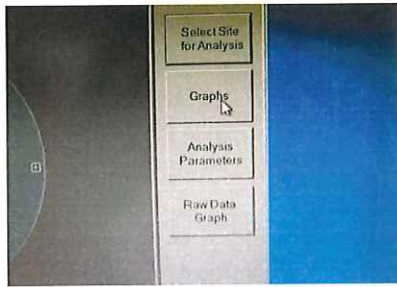 Select Site
for Analysis
Graphs
Analysis
Parameters
Raw Data
Graph